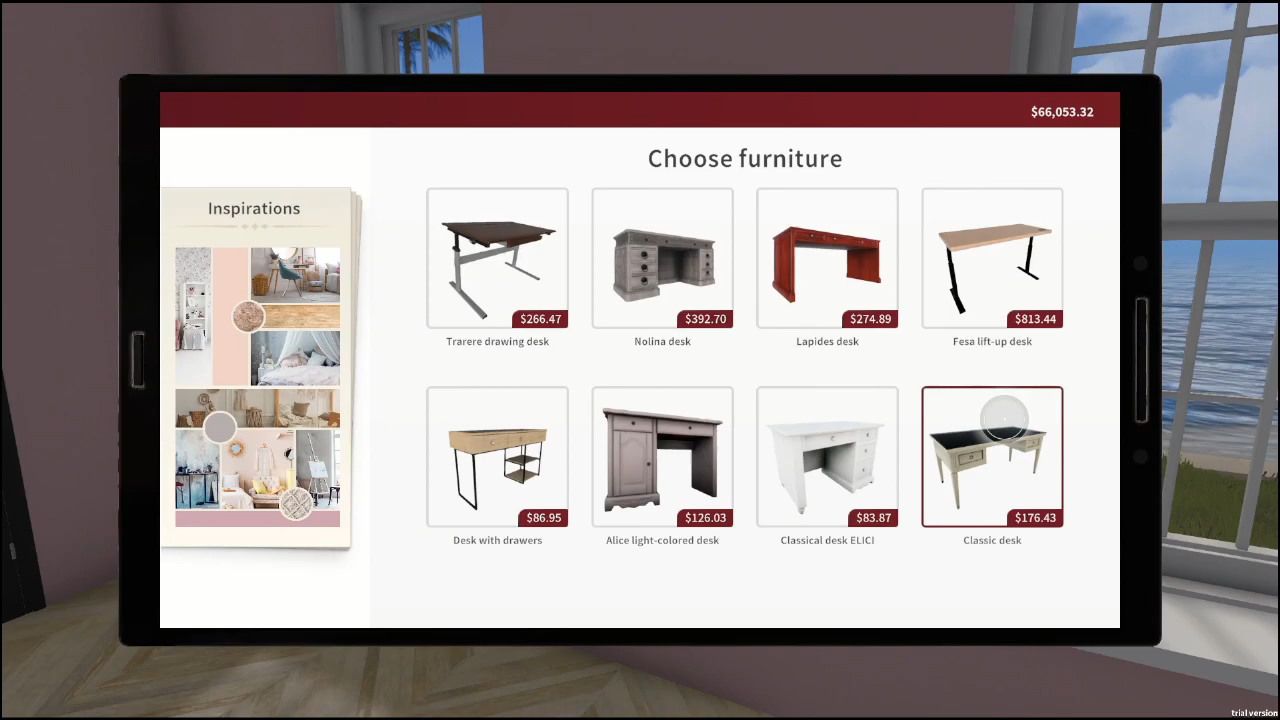 $66,053.32
Choose furniture
Inspirations
$266.47
$392.70
$274.89
$813.44
Trarere drawing desk
Nolina desk
Lapides desk
Fesa lift-up desk
$86.95
$126.03
$83.87
$176.43
Desk with drawers
Alice light-colored desk
Classical desk ELICI
Classic desk
trial version